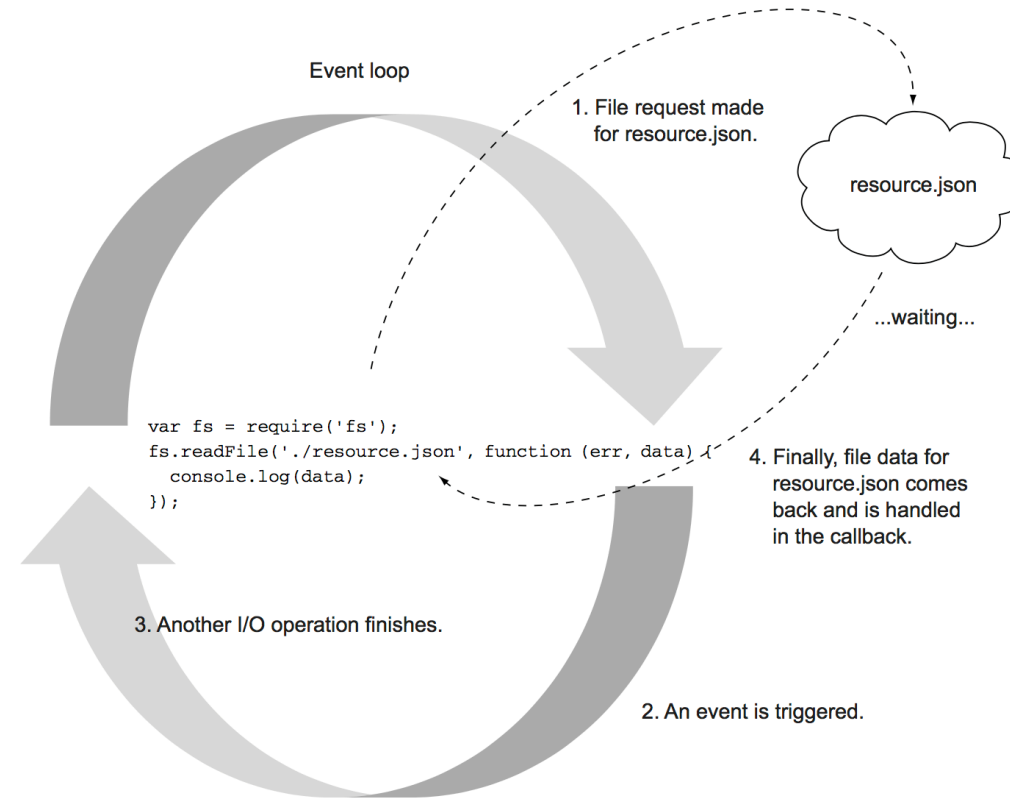 Event loop
1. File request made
for resource.json.
resource.json
...waiting...
var fs = require('fs');
fs.readFile('./resource.json', function (err, data) {
  console.log(data);
});
4. Finally, file data for
resource.json comes
back and is handled
in the callback.
3. Another I/O operation finishes.
2. An event is triggered.